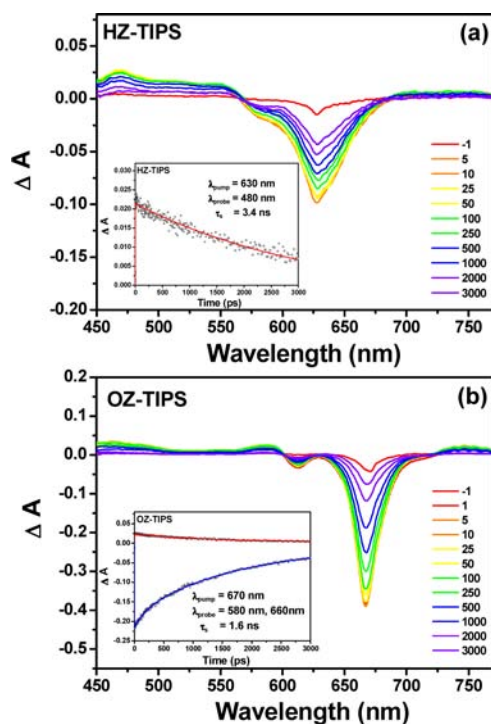 HZ-TIPS
(a)
0.05
0.00
-0.05
-0.10
-0.15
-0.20
Δ A
HZ-TIPS
0.030
0.025
0.020
0.015
0.010
0.005
0.000
Δ A
λpump = 630 nm
λprobe = 480 nm
τs = 3.4 ns
0 500 1000 1500 2000 2500 3000
Time (ps)
-1
5
10
25
50
100
250
500
1000
2000
3000
450 500 550 600 650 700 750
Wavelength (nm)
OZ-TIPS
(b)
0.2
0.1
0.0
-0.1
-0.2
-0.3
-0.4
-0.5
Δ A
OZ-TIPS
0.05
0.00
-0.05
-0.10
-0.15
-0.20
-0.25
Δ A
λpump = 670 nm
λprobe = 580 nm, 660nm
τs = 1.6 ns
0 500 1000 1500 2000 2500 3000
Time (ps)
-1
1
5
10
25
50
100
250
500
1000
2000
3000
450 500 550 600 650 700 750
Wavelength (nm)